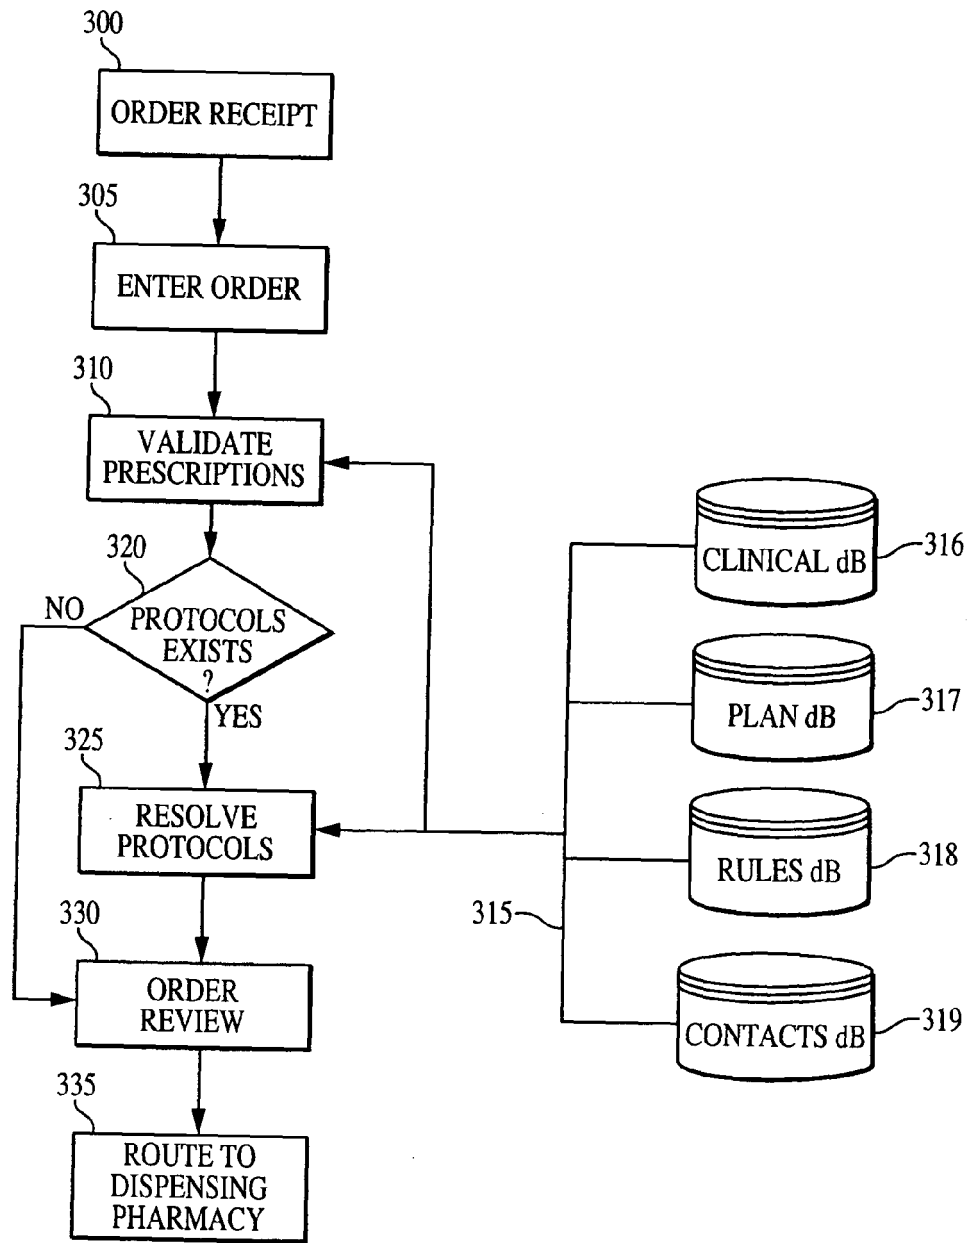 300
ORDER RECEIPT
305
ENTER ORDER
310
VALIDATE
PRESCRIPTIONS
320
NO
PROTOCOLS
EXISTS
?
YES
325
RESOLVE
PROTOCOLS
330
ORDER
REVIEW
335
ROUTE TO
DISPENSING
PHARMACY
CLINICAL dB
316
PLAN dB
317
RULES dB
318
315
CONTACTS dB
319